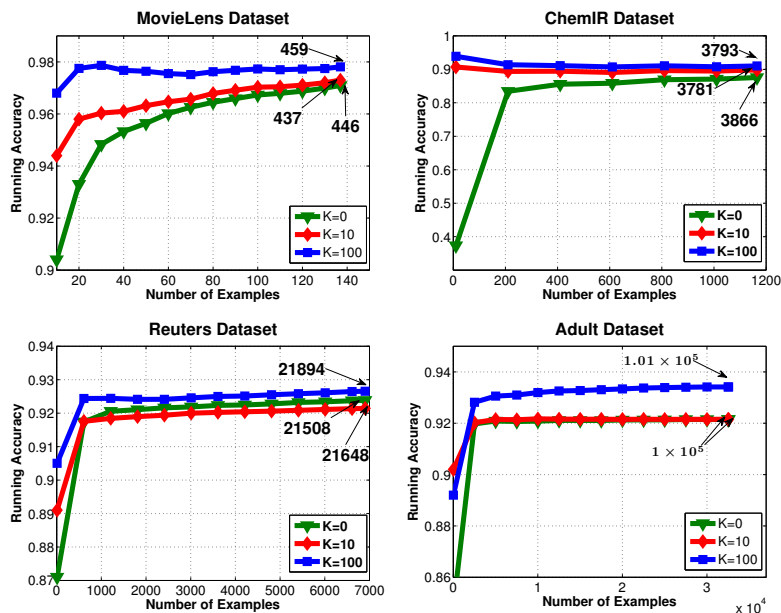 MovieLens Dataset
Running Accuracy
0.98
0.96
0.94
0.92
0.9
459
437
446
K=0
K=10
K=100
20 40 60 80 100 120 140
Number of Examples
ChemIR Dataset
Running Accuracy
1
0.9
0.8
0.7
0.6
0.5
0.4
3793
3781
3866
K=0
K=10
K=100
0 200 400 600 800 1000 1200
Number of Examples
Reuters Dataset
Running Accuracy
0.94
0.93
0.92
0.91
0.9
0.89
0.88
0.87
21894
21508
21648
K=0
K=10
K=100
0 1000 2000 3000 4000 5000 6000 7000
Number of Examples
Adult Dataset
Running Accuracy
0.94
0.92
0.9
0.88
0.86
1.01 × 10⁵
1 × 10⁵
K=0
K=10
K=100
0 1 2 3
Number of Examples
x 10⁴